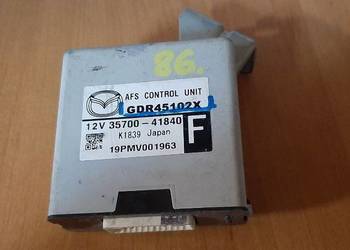 86.
AFS CONTROL UNIT
GDR45102X
12V 35700-41840
F
K1839 Japan
19PMV001963